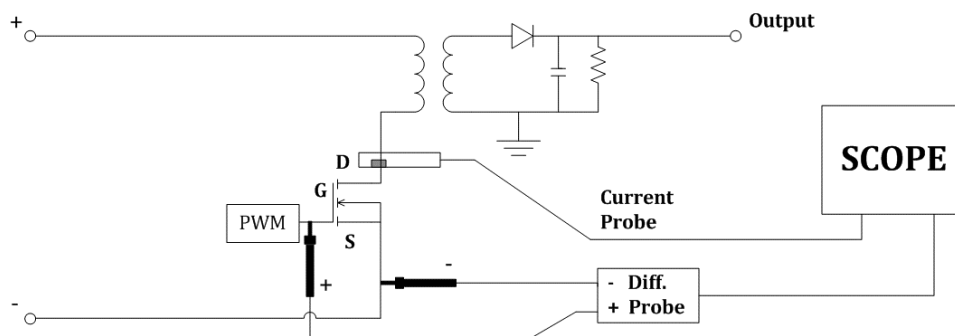 +
Output
D
SCOPE
G
Current
Probe
PWM
S
-
+
- Diff.
+ Probe
-